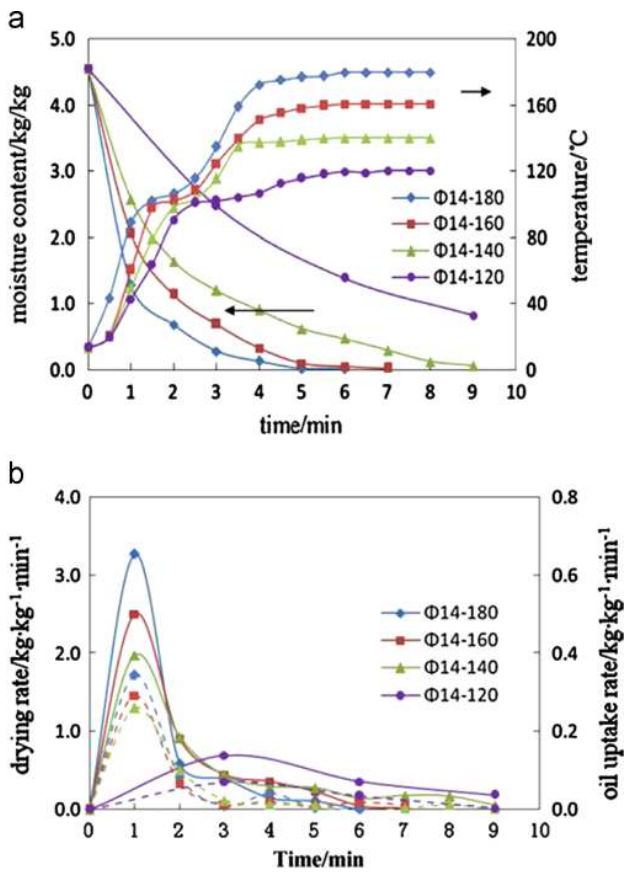 a
5.0
4.0
3.0
2.0
1.0
0.0
moisture content/kg/kg
200
160
120
80
40
0
temperature/°C
Φ14-180
Φ14-160
Φ14-140
Φ14-120
0 1 2 3 4 5 6 7 8 9 10
time/min
b
4.0
3.0
2.0
1.0
0.0
drying rate/kg·kg⁻¹·min⁻¹
0.8
0.6
0.4
0.2
0.0
oil uptake rate/kg·kg⁻¹·min⁻¹
Φ14-180
Φ14-160
Φ14-140
Φ14-120
0 1 2 3 4 5 6 7 8 9 10
Time/min